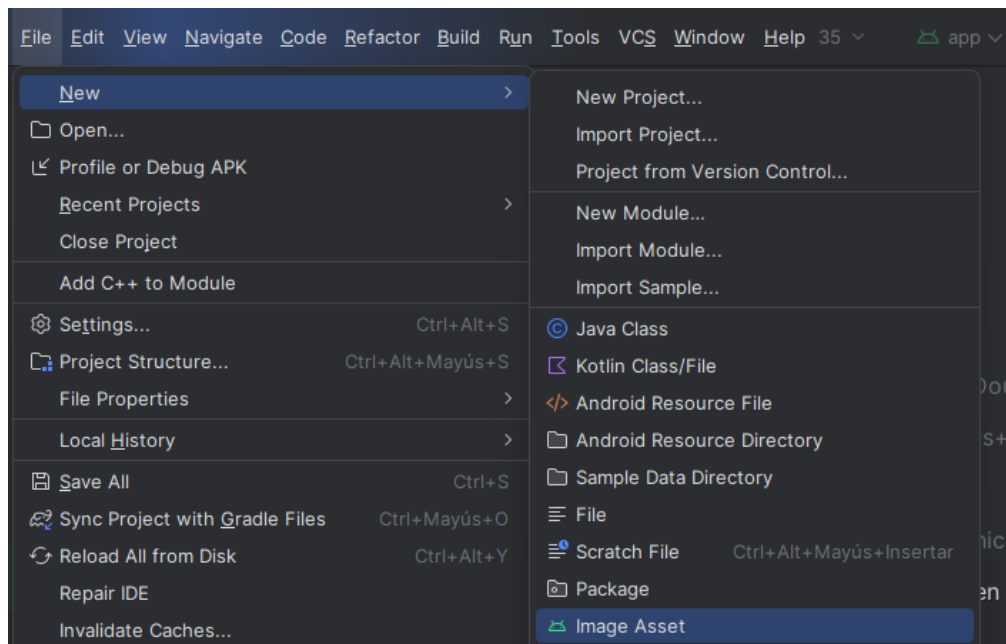 File Edit View Navigate Code Refactor Build Run Tools VCS Window Help 35 app
New
Open...
Profile or Debug APK
Recent Projects
Close Project
Add C++ to Module
Settings... Ctrl+Alt+S
Project Structure... Ctrl+Alt+Mayús+S
File Properties
Local History
Save All Ctrl+S
Sync Project with Gradle Files Ctrl+Mayús+O
Reload All from Disk Ctrl+Alt+Y
Repair IDE
Invalidate Caches...
New Project...
Import Project...
Project from Version Control...
New Module...
Import Module...
Import Sample...
Java Class
Kotlin Class/File
Android Resource File
Android Resource Directory
Sample Data Directory
File
Scratch File Ctrl+Alt+Mayús+Insertar
Package
Image Asset